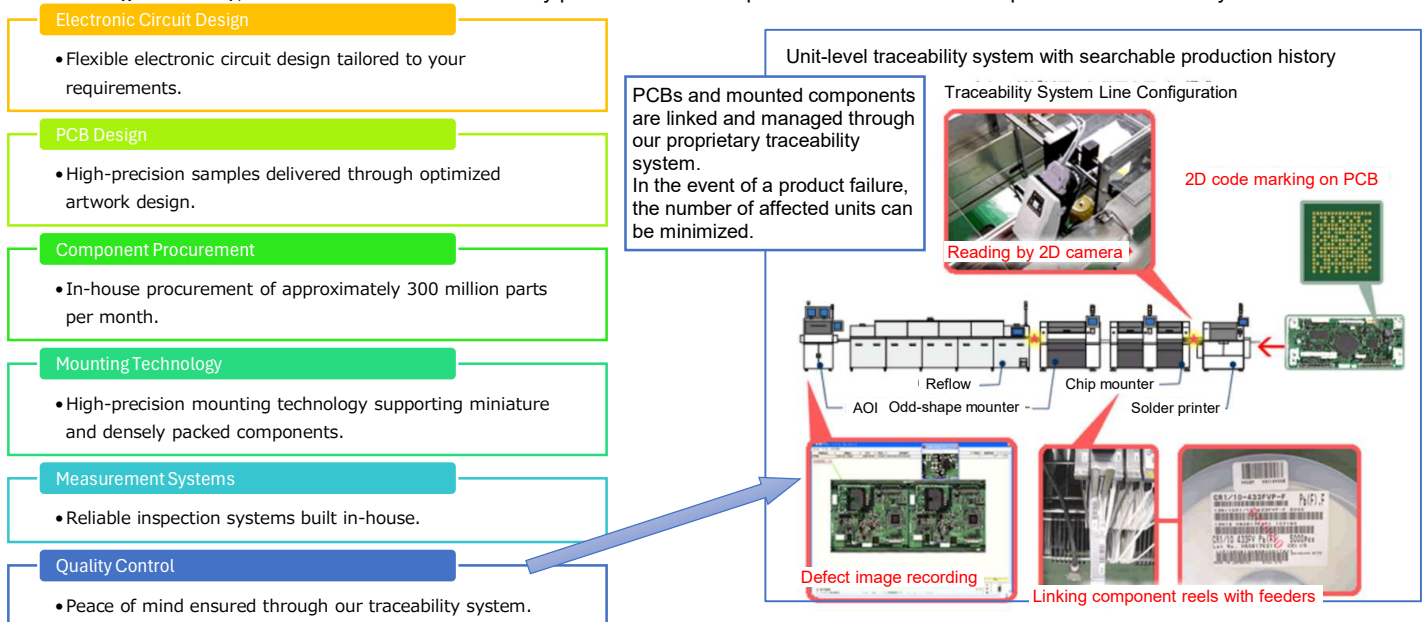 Electronic Circuit Design
•Flexible electronic circuit design tailored to your
requirements.
PCB Design
•High-precision samples delivered through optimized
artwork design.
Component Procurement
•In-house procurement of approximately 300 million parts
per month.
Mounting Technology
•High-precision mounting technology supporting miniature
and densely packed components.
Measurement Systems
•Reliable inspection systems built in-house.
Quality Control
•Peace of mind ensured through our traceability system.
PCBs and mounted components
are linked and managed through
our proprietary traceability
system.
In the event of a product failure,
the number of affected units can
be minimized.
Unit-level traceability system with searchable production history
Traceability System Line Configuration
Reading by 2D camera
2D code marking on PCB
Reflow
Chip mounter
AOI
Odd-shape mounter
Solder printer
Defect image recording
CR1/10-433FVP-F
Linking component reels with feeders